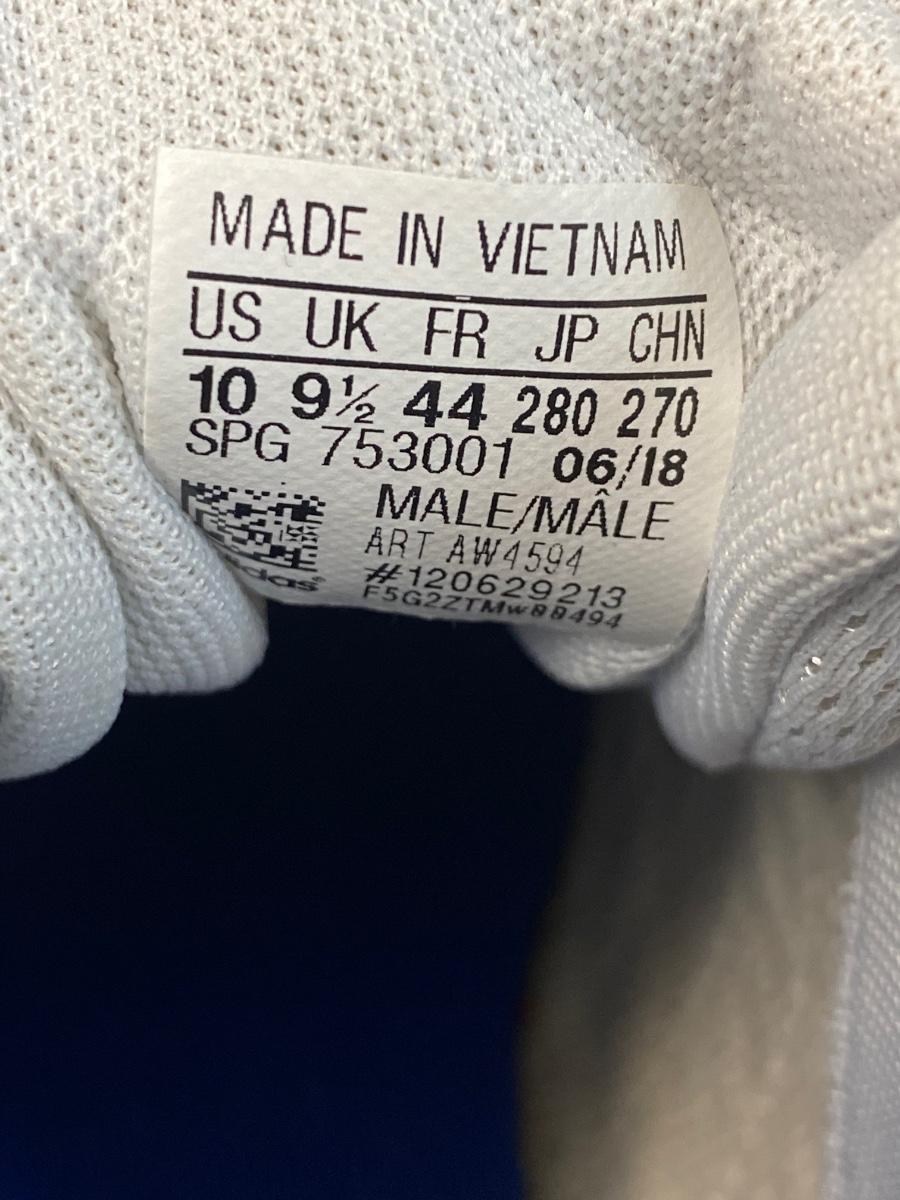 MADE IN VIETNAM
US UK FR JP CHN
10 9½ 44 280 270
SPG 753001 06/18
MALE/MÂLE
ART AW4594
#120629213
F5G2ZTMW00494